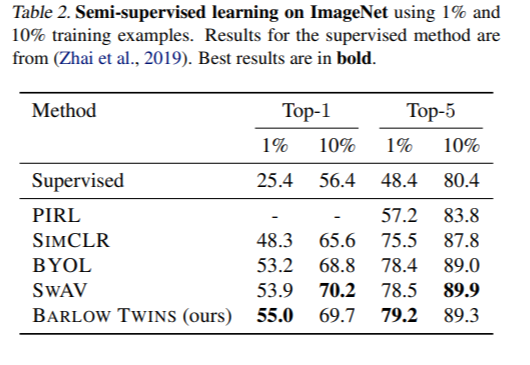 Table 2. Semi-supervised learning on ImageNet using 1% and
10% training examples. Results for the supervised method are
from (Zhai et al., 2019). Best results are in bold.
Method Top-1 Top-5
1% 10% 1% 10%
Supervised 25.4 56.4 48.4 80.4
PIRL - - 57.2 83.8
SIMCLR 48.3 65.6 75.5 87.8
BYOL 53.2 68.8 78.4 89.0
SWAV 53.9 70.2 78.5 89.9
BARLOW TWINS (ours) 55.0 69.7 79.2 89.3